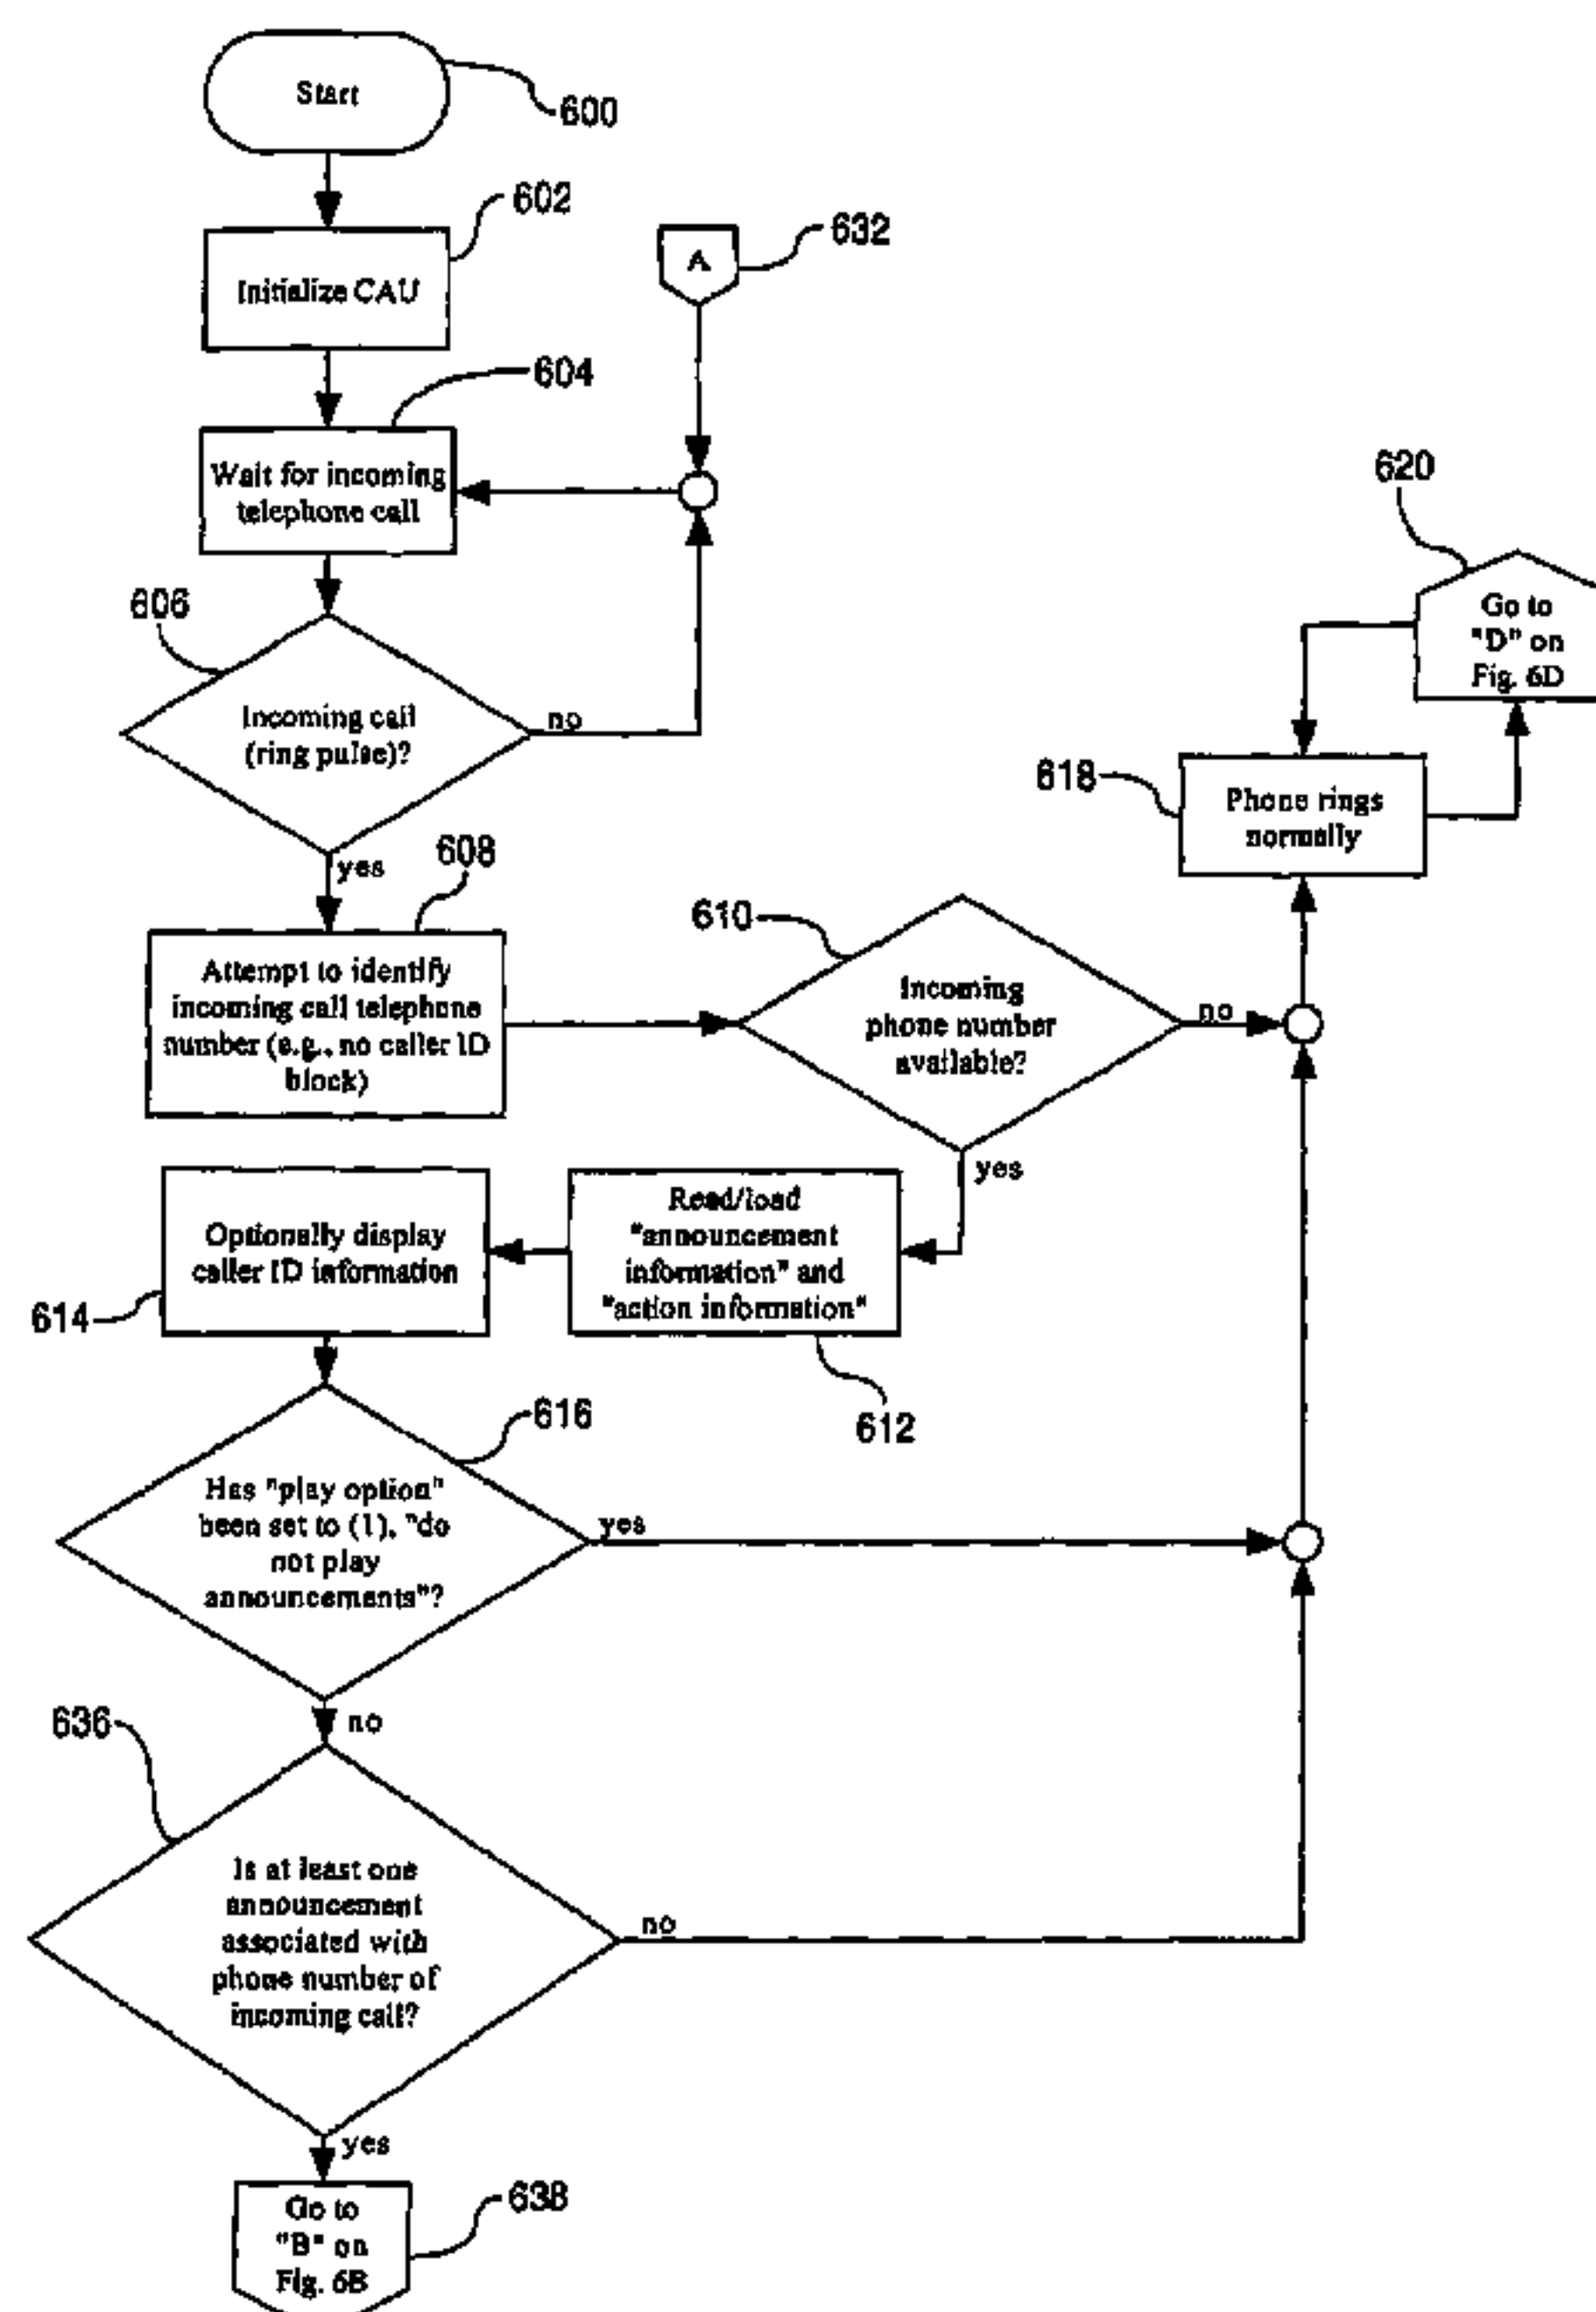 Start
600
602
Initialize CAU
A
632
604
Wait for incoming
telephone call
606
Incoming call
(ring pulse)?
no
yes
620
Go to
"D" on
Fig. 6D
618
Phone rings
normally
608
Attempt to identify
incoming call telephone
number (e.g., no caller ID
block)
610
Incoming
phone number
available?
no
yes
Read/load
"announcement
information" and
"action information"
612
Optionally display
caller ID information
614
616
Has "play option"
been set to (1), "do
not play
announcements"?
yes
no
636
Is at least one
announcement
associated with
phone number of
incoming call?
no
yes
Go to
"B" on
Fig. 6B
638